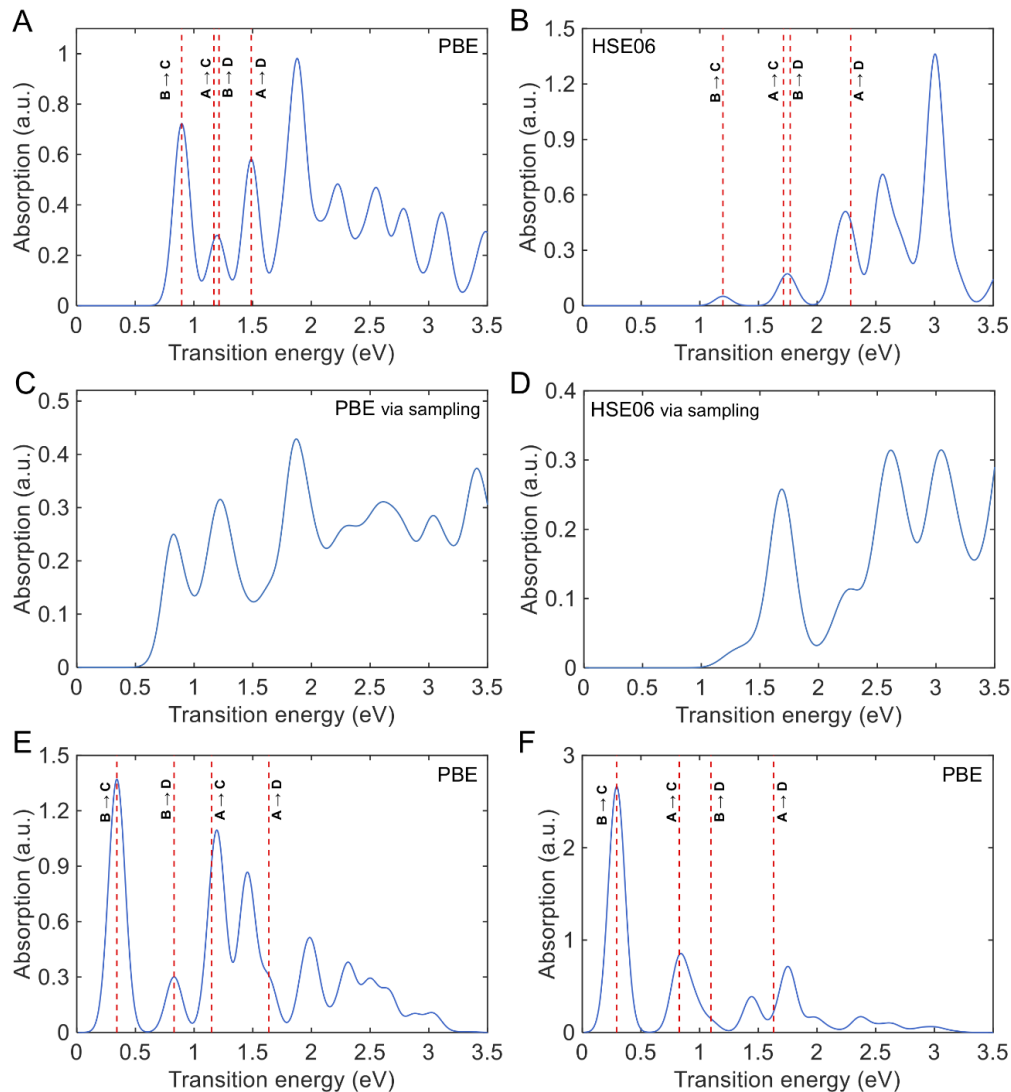 A
PBE
B → C
A → C
B → D
A → D
Absorption (a.u.)
1
0.8
0.6
0.4
0.2
0
0 0.5 1 1.5 2 2.5 3 3.5
Transition energy (eV)
B
HSE06
B → C
A → C
B → D
A → D
Absorption (a.u.)
1.5
1.2
0.9
0.6
0.3
0
0 0.5 1 1.5 2 2.5 3 3.5
Transition energy (eV)
C
PBE via sampling
Absorption (a.u.)
0.5
0.4
0.3
0.2
0.1
0
0 0.5 1 1.5 2 2.5 3 3.5
Transition energy (eV)
D
HSE06 via sampling
Absorption (a.u.)
0.4
0.3
0.2
0.1
0
0 0.5 1 1.5 2 2.5 3 3.5
Transition energy (eV)
E
PBE
B → C
B → D
A → C
A → D
Absorption (a.u.)
1.5
1.2
0.9
0.6
0.3
0
0 0.5 1 1.5 2 2.5 3 3.5
Transition energy (eV)
F
PBE
B → C
A → C
B → D
A → D
Absorption (a.u.)
3
2
1
0
0 0.5 1 1.5 2 2.5 3 3.5
Transition energy (eV)